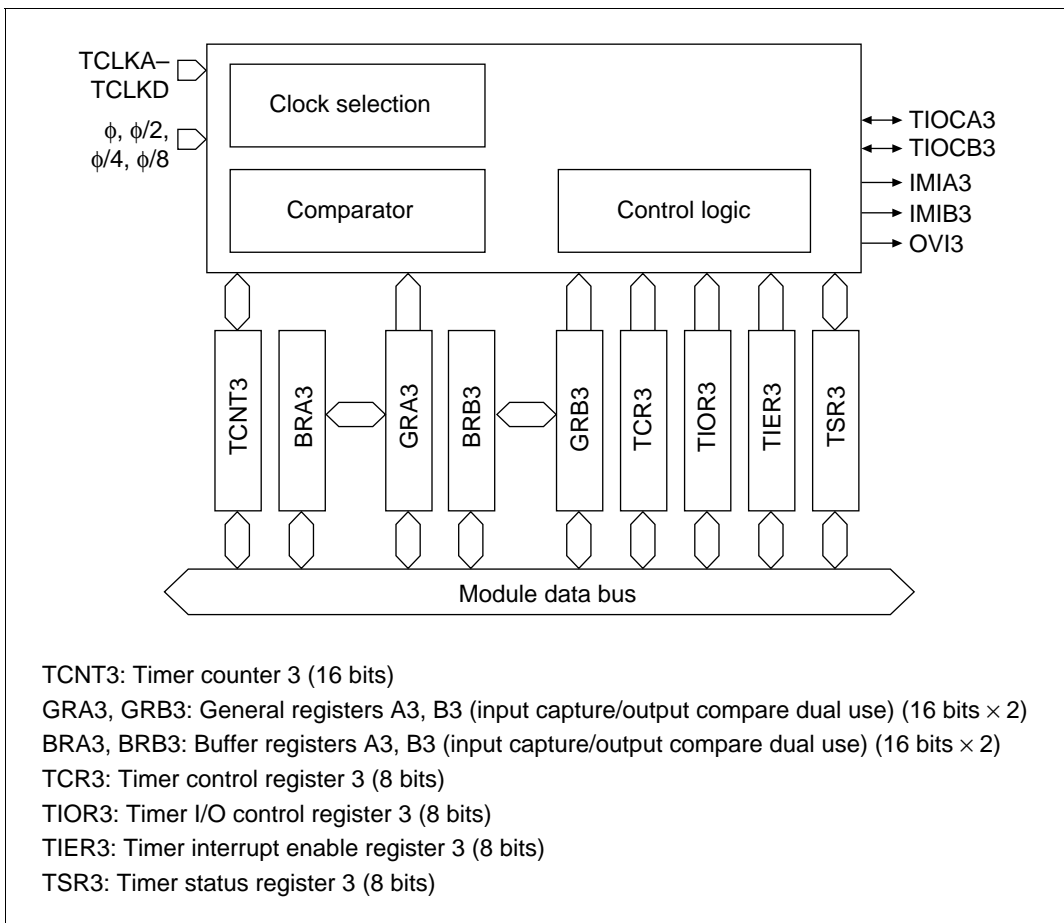 TCLKA–
TCLKD
ϕ, ϕ/2,
ϕ/4, ϕ/8
Clock selection
Comparator
Control logic
TIOCA3
TIOCB3
IMIA3
IMIB3
OVI3
TCNT3
BRA3
GRA3
BRB3
GRB3
TCR3
TIOR3
TIER3
TSR3
Module data bus
TCNT3: Timer counter 3 (16 bits)
GRA3, GRB3: General registers A3, B3 (input capture/output compare dual use) (16 bits × 2)
BRA3, BRB3: Buffer registers A3, B3 (input capture/output compare dual use) (16 bits × 2)
TCR3: Timer control register 3 (8 bits)
TIOR3: Timer I/O control register 3 (8 bits)
TIER3: Timer interrupt enable register 3 (8 bits)
TSR3: Timer status register 3 (8 bits)